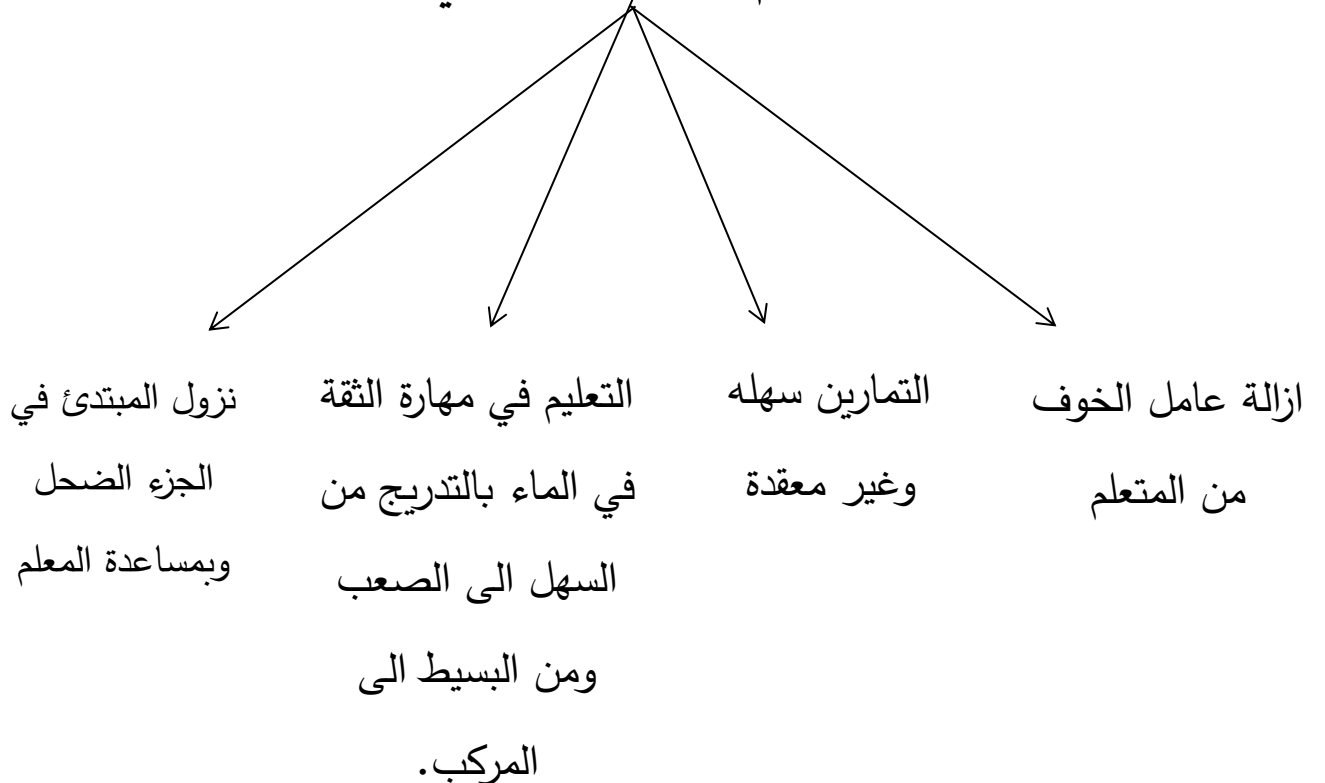 ازالة عامل الخوف
من المتعلم
التمارين سهله
وغير معقدة
التعليم في مهارة الثقة
في الماء بالتدريج من
السهل الى الصعب
ومن البسيط الى
المركب.
نزول المبتدئ في
الجزء الضحل
وبمساعدة المعلم